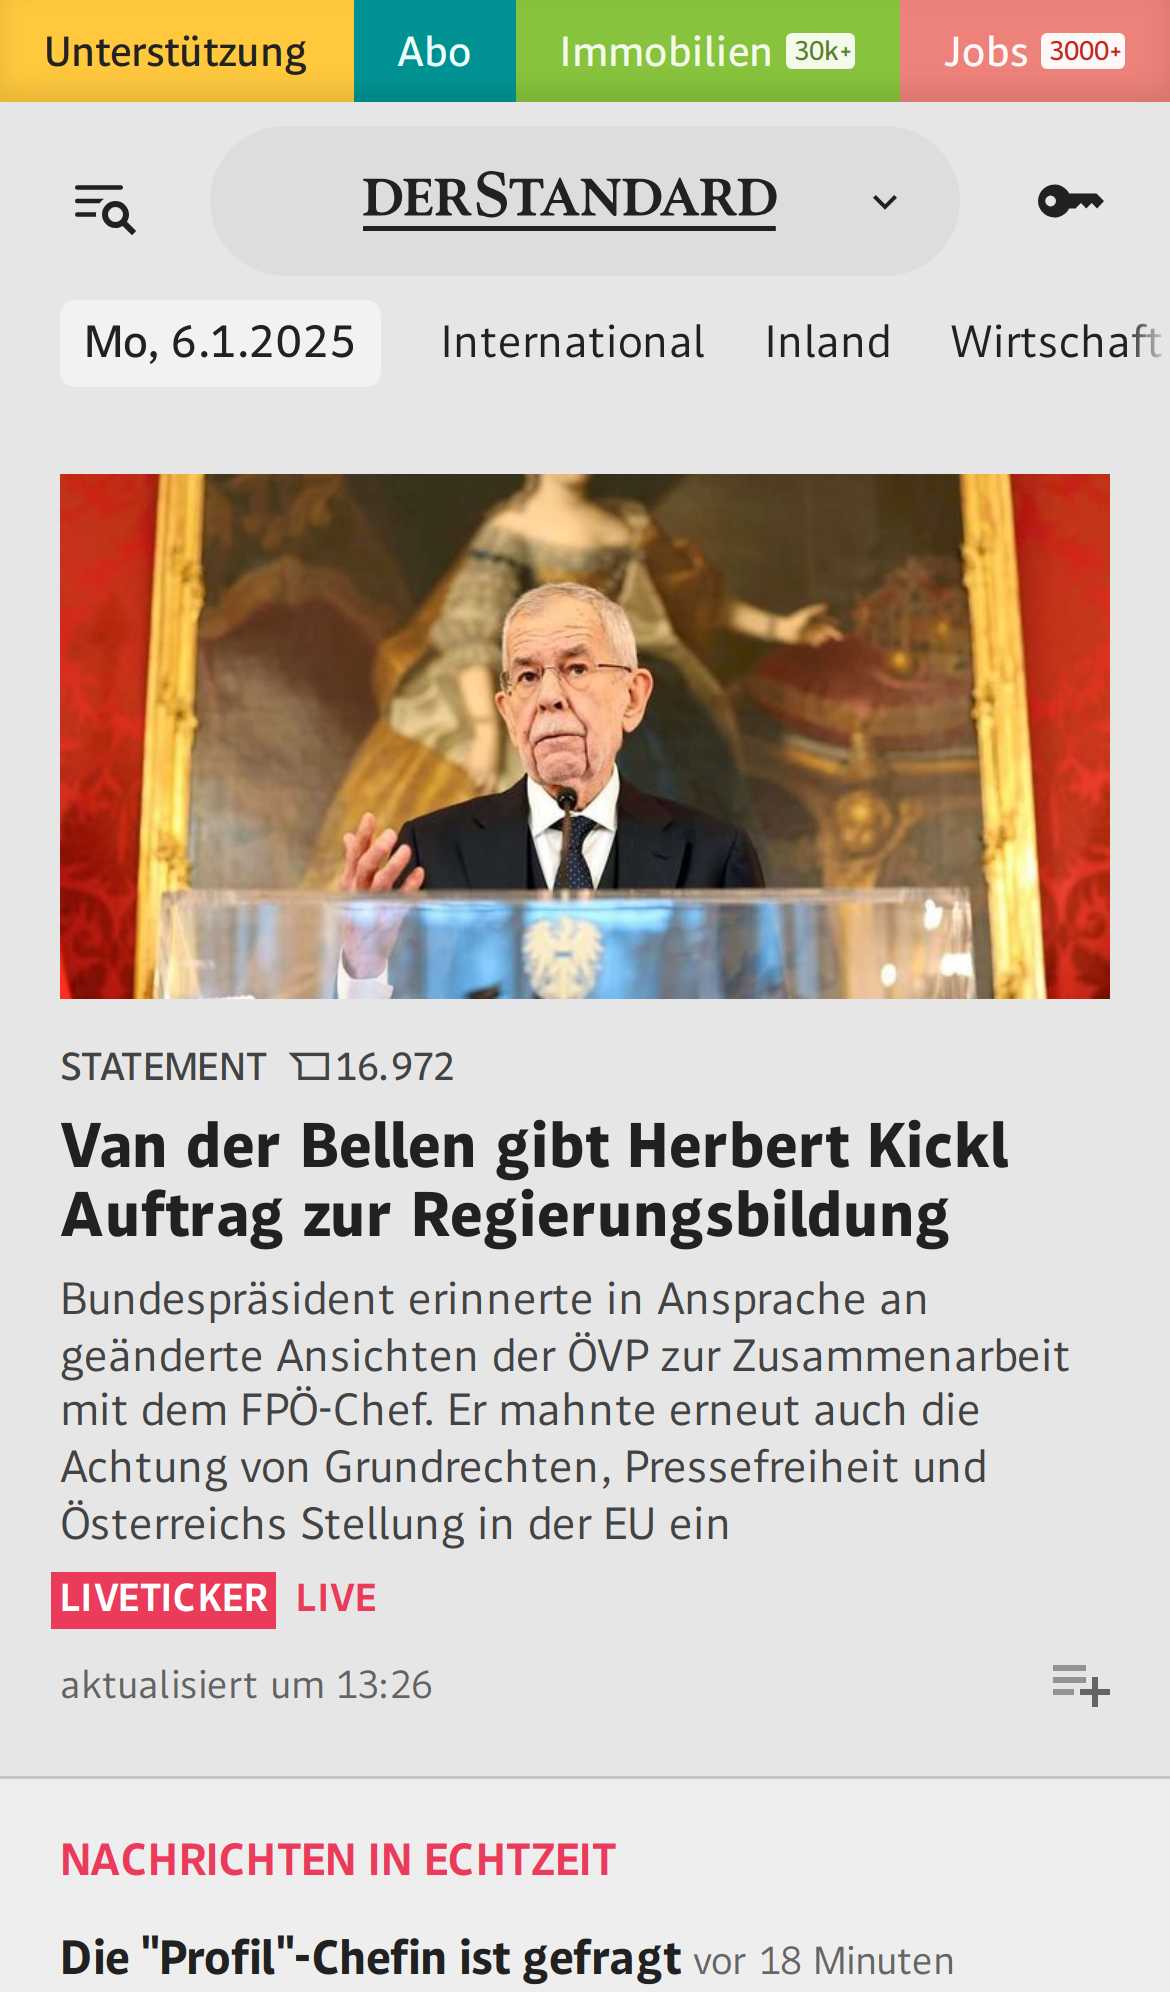 Unterstützung Abo Immobilien 30k+ Jobs 3000+
DERSTANDARD
Mo, 6.1.2025 International Inland Wirtschaft
STATEMENT 16.972
Van der Bellen gibt Herbert Kickl
Auftrag zur Regierungsbildung
Bundespräsident erinnerte in Ansprache an
geänderte Ansichten der ÖVP zur Zusammenarbeit
mit dem FPÖ-Chef. Er mahnte erneut auch die
Achtung von Grundrechten, Pressefreiheit und
Österreichs Stellung in der EU ein
LIVETICKER LIVE
aktualisiert um 13:26
NACHRICHTEN IN ECHTZEIT
Die "Profil"-Chefin ist gefragt vor 18 Minuten